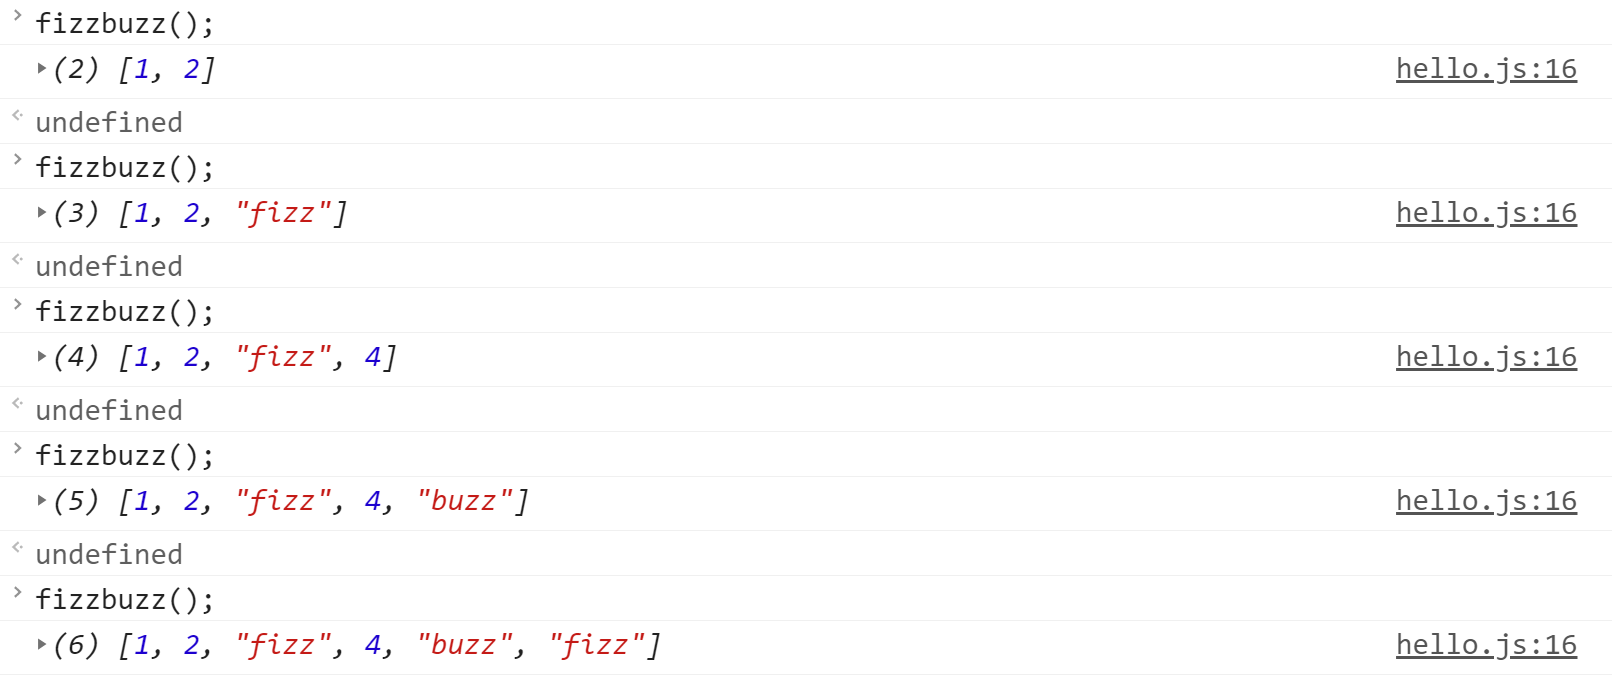 fizzbuzz();
(2) [1, 2] hello.js:16
undefined
fizzbuzz();
(3) [1, 2, "fizz"] hello.js:16
undefined
fizzbuzz();
(4) [1, 2, "fizz", 4] hello.js:16
undefined
fizzbuzz();
(5) [1, 2, "fizz", 4, "buzz"] hello.js:16
undefined
fizzbuzz();
(6) [1, 2, "fizz", 4, "buzz", "fizz"] hello.js:16